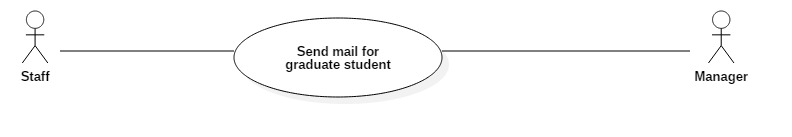 Send mail for
graduate student
Staff
Manager